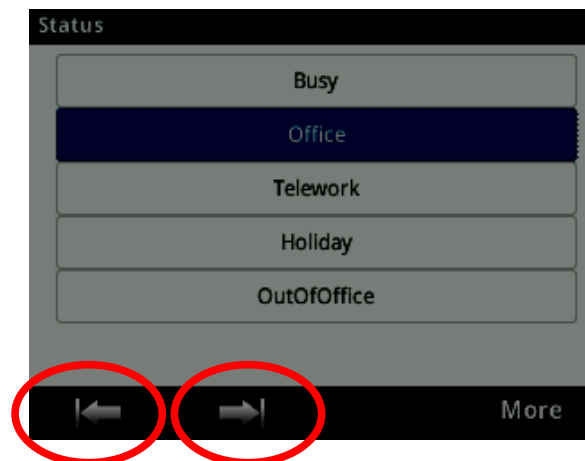 Status
Busy
Office
Telework
Holiday
OutOfOffice
More